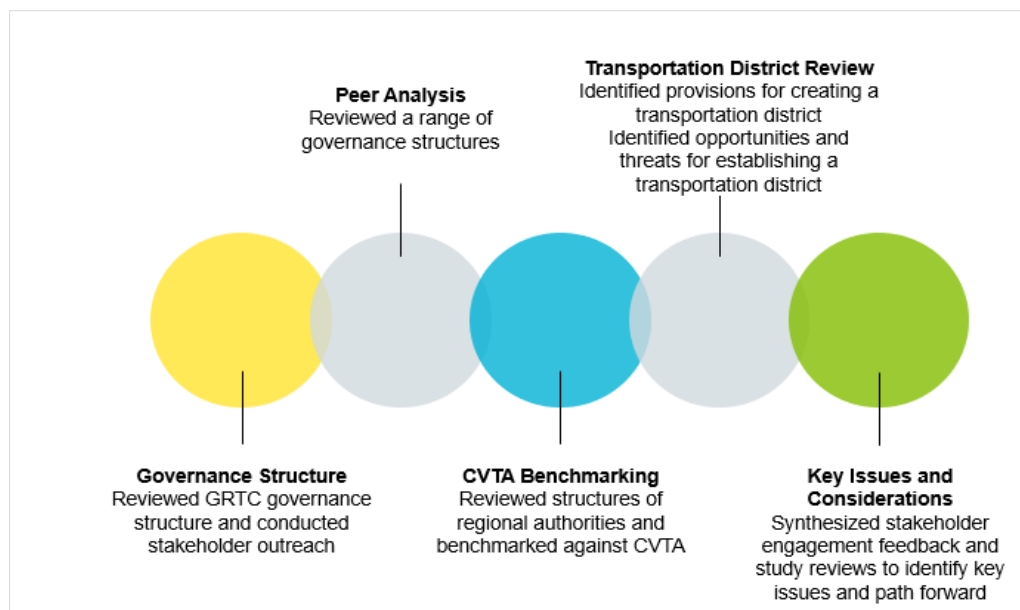 Peer Analysis
Reviewed a range of
governance structures
Transportation District Review
Identified provisions for creating a
transportation district
Identified opportunities and
threats for establishing a
transportation district
Governance Structure
Reviewed GRTC governance
structure and conducted
stakeholder outreach
CVTA Benchmarking
Reviewed structures of
regional authorities and
benchmarked against CVTA
Key Issues and
Considerations
Synthesized stakeholder
engagement feedback and
study reviews to identify key
issues and path forward